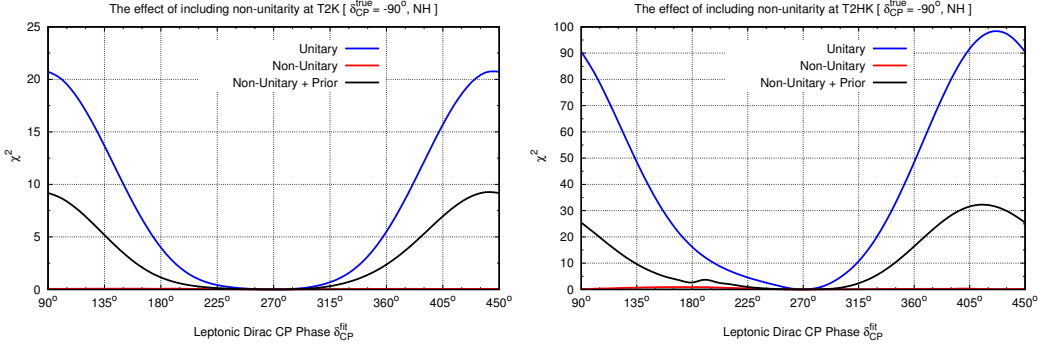 The effect of including non-unitarity at T2K [ δCP^true = -90°, NH ]
25
20
15
10
5
0
χ²
Unitary
Non-Unitary
Non-Unitary + Prior
90° 135° 180° 225° 270° 315° 360° 405° 450°
Leptonic Dirac CP Phase δCP^fit
The effect of including non-unitarity at T2HK [ δCP^true = -90°, NH ]
100
90
80
70
60
50
40
30
20
10
0
χ²
Unitary
Non-Unitary
Non-Unitary + Prior
90° 135° 180° 225° 270° 315° 360° 405° 450°
Leptonic Dirac CP Phase δCP^fit